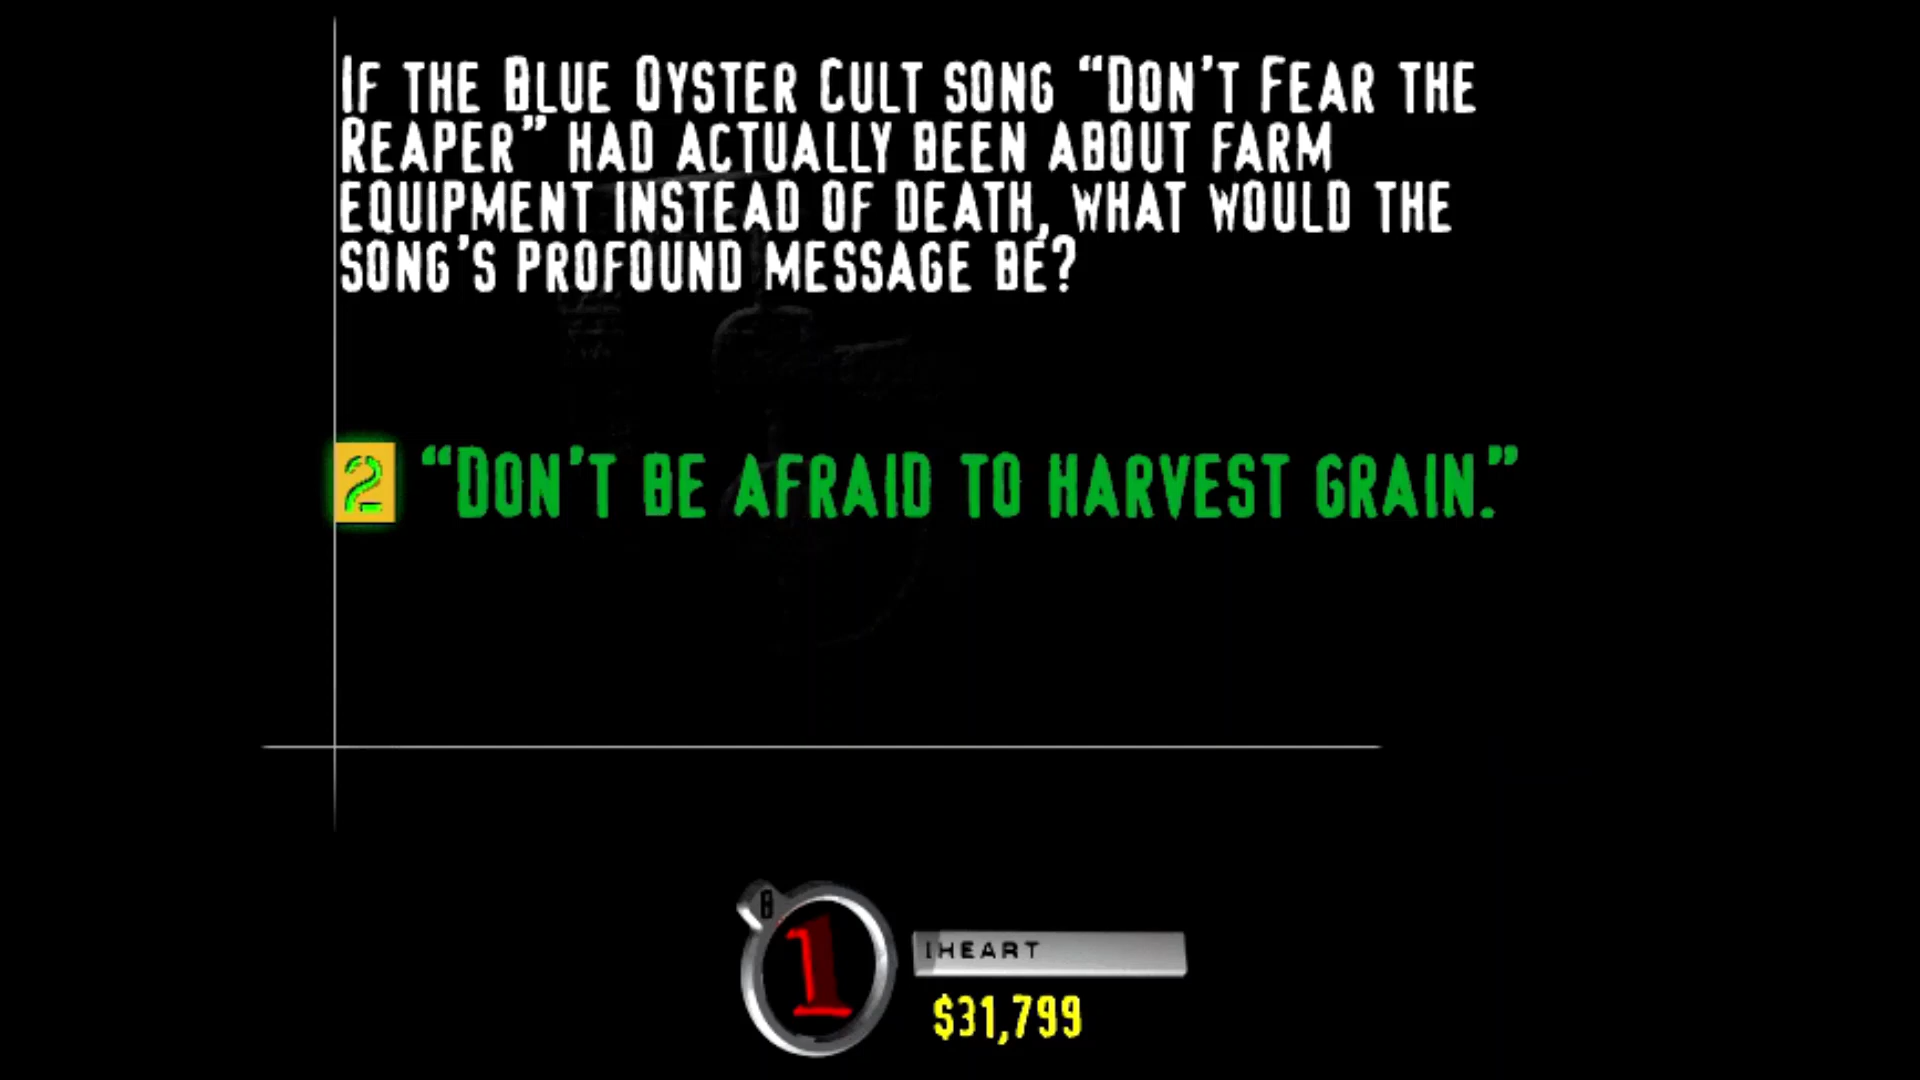 If the Blue Oyster Cult song “Don’t Fear the
Reaper” had actually been about farm
equipment instead of death, what would the
song’s profound message be?
2 “Don’t be afraid to harvest grain.”
B
1
IHEART
$31,799